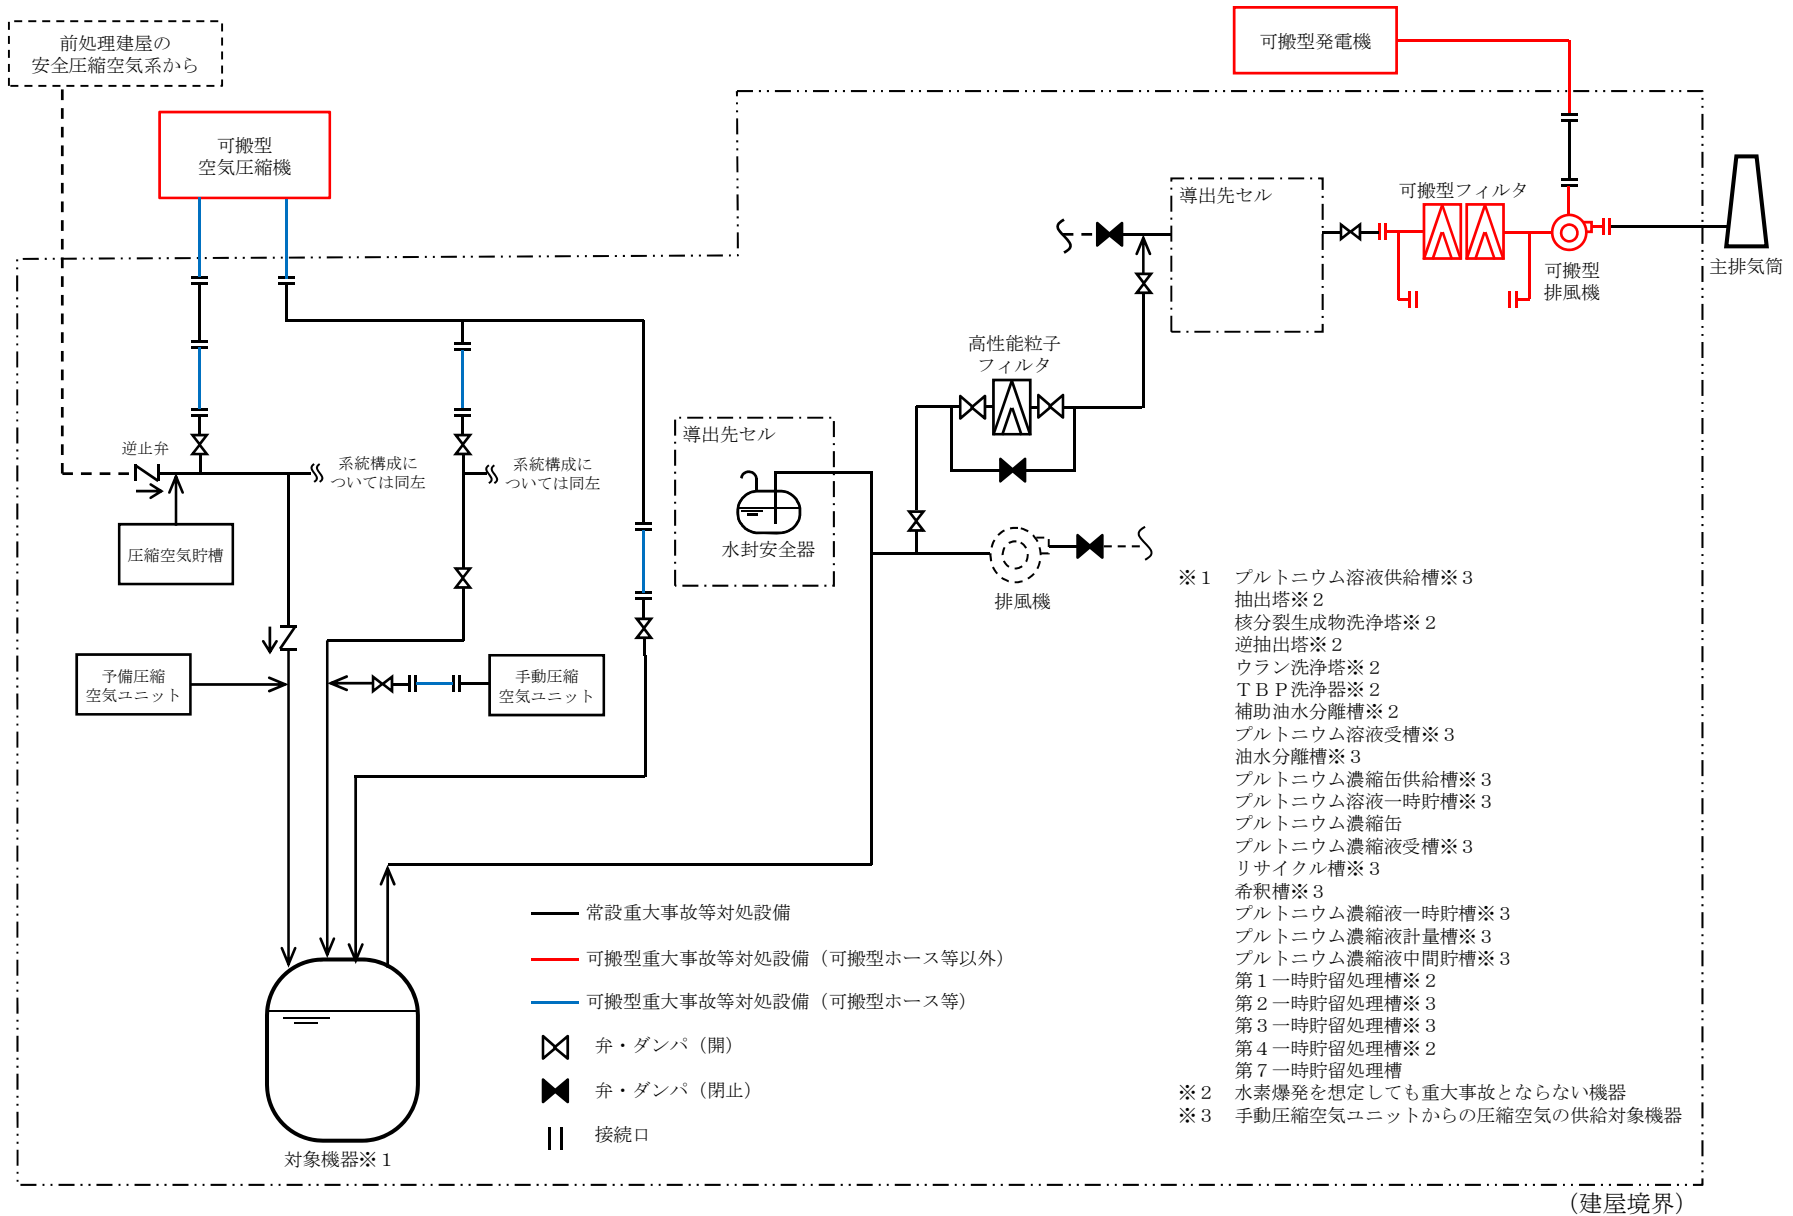 前処理建屋の
安全圧縮空気系から
可搬型発電機
可搬型
空気圧縮機
導出先セル
可搬型フィルタ
可搬型
排風機
主排気筒
高性能粒子
フィルタ
逆止弁
系統構成に
ついては同左
系統構成に
ついては同左
導出先セル
水封安全器
圧縮空気貯槽
排風機
予備圧縮
空気ユニット
手動圧縮
空気ユニット
対象機器※１
常設重大事故等対処設備
可搬型重大事故等対処設備（可搬型ホース等以外）
可搬型重大事故等対処設備（可搬型ホース等）
弁・ダンパ（開）
弁・ダンパ（閉止）
接続口
※１　プルトニウム溶液供給槽※３
抽出塔※２
核分裂生成物洗浄塔※２
逆抽出塔※２
ウラン洗浄塔※２
ＴＢＰ洗浄器※２
補助油水分離槽※２
プルトニウム溶液受槽※３
油水分離槽※３
プルトニウム濃縮缶供給槽※３
プルトニウム溶液一時貯槽※３
プルトニウム濃縮缶
プルトニウム濃縮液受槽※３
リサイクル槽※３
希釈槽※３
プルトニウム濃縮液一時貯槽※３
プルトニウム濃縮液計量槽※３
プルトニウム濃縮液中間貯槽※３
第１一時貯留処理槽※２
第２一時貯留処理槽※３
第３一時貯留処理槽※３
第４一時貯留処理槽※２
第７一時貯留処理槽
※２　水素爆発を想定しても重大事故とならない機器
※３　手動圧縮空気ユニットからの圧縮空気の供給対象機器
（建屋境界）